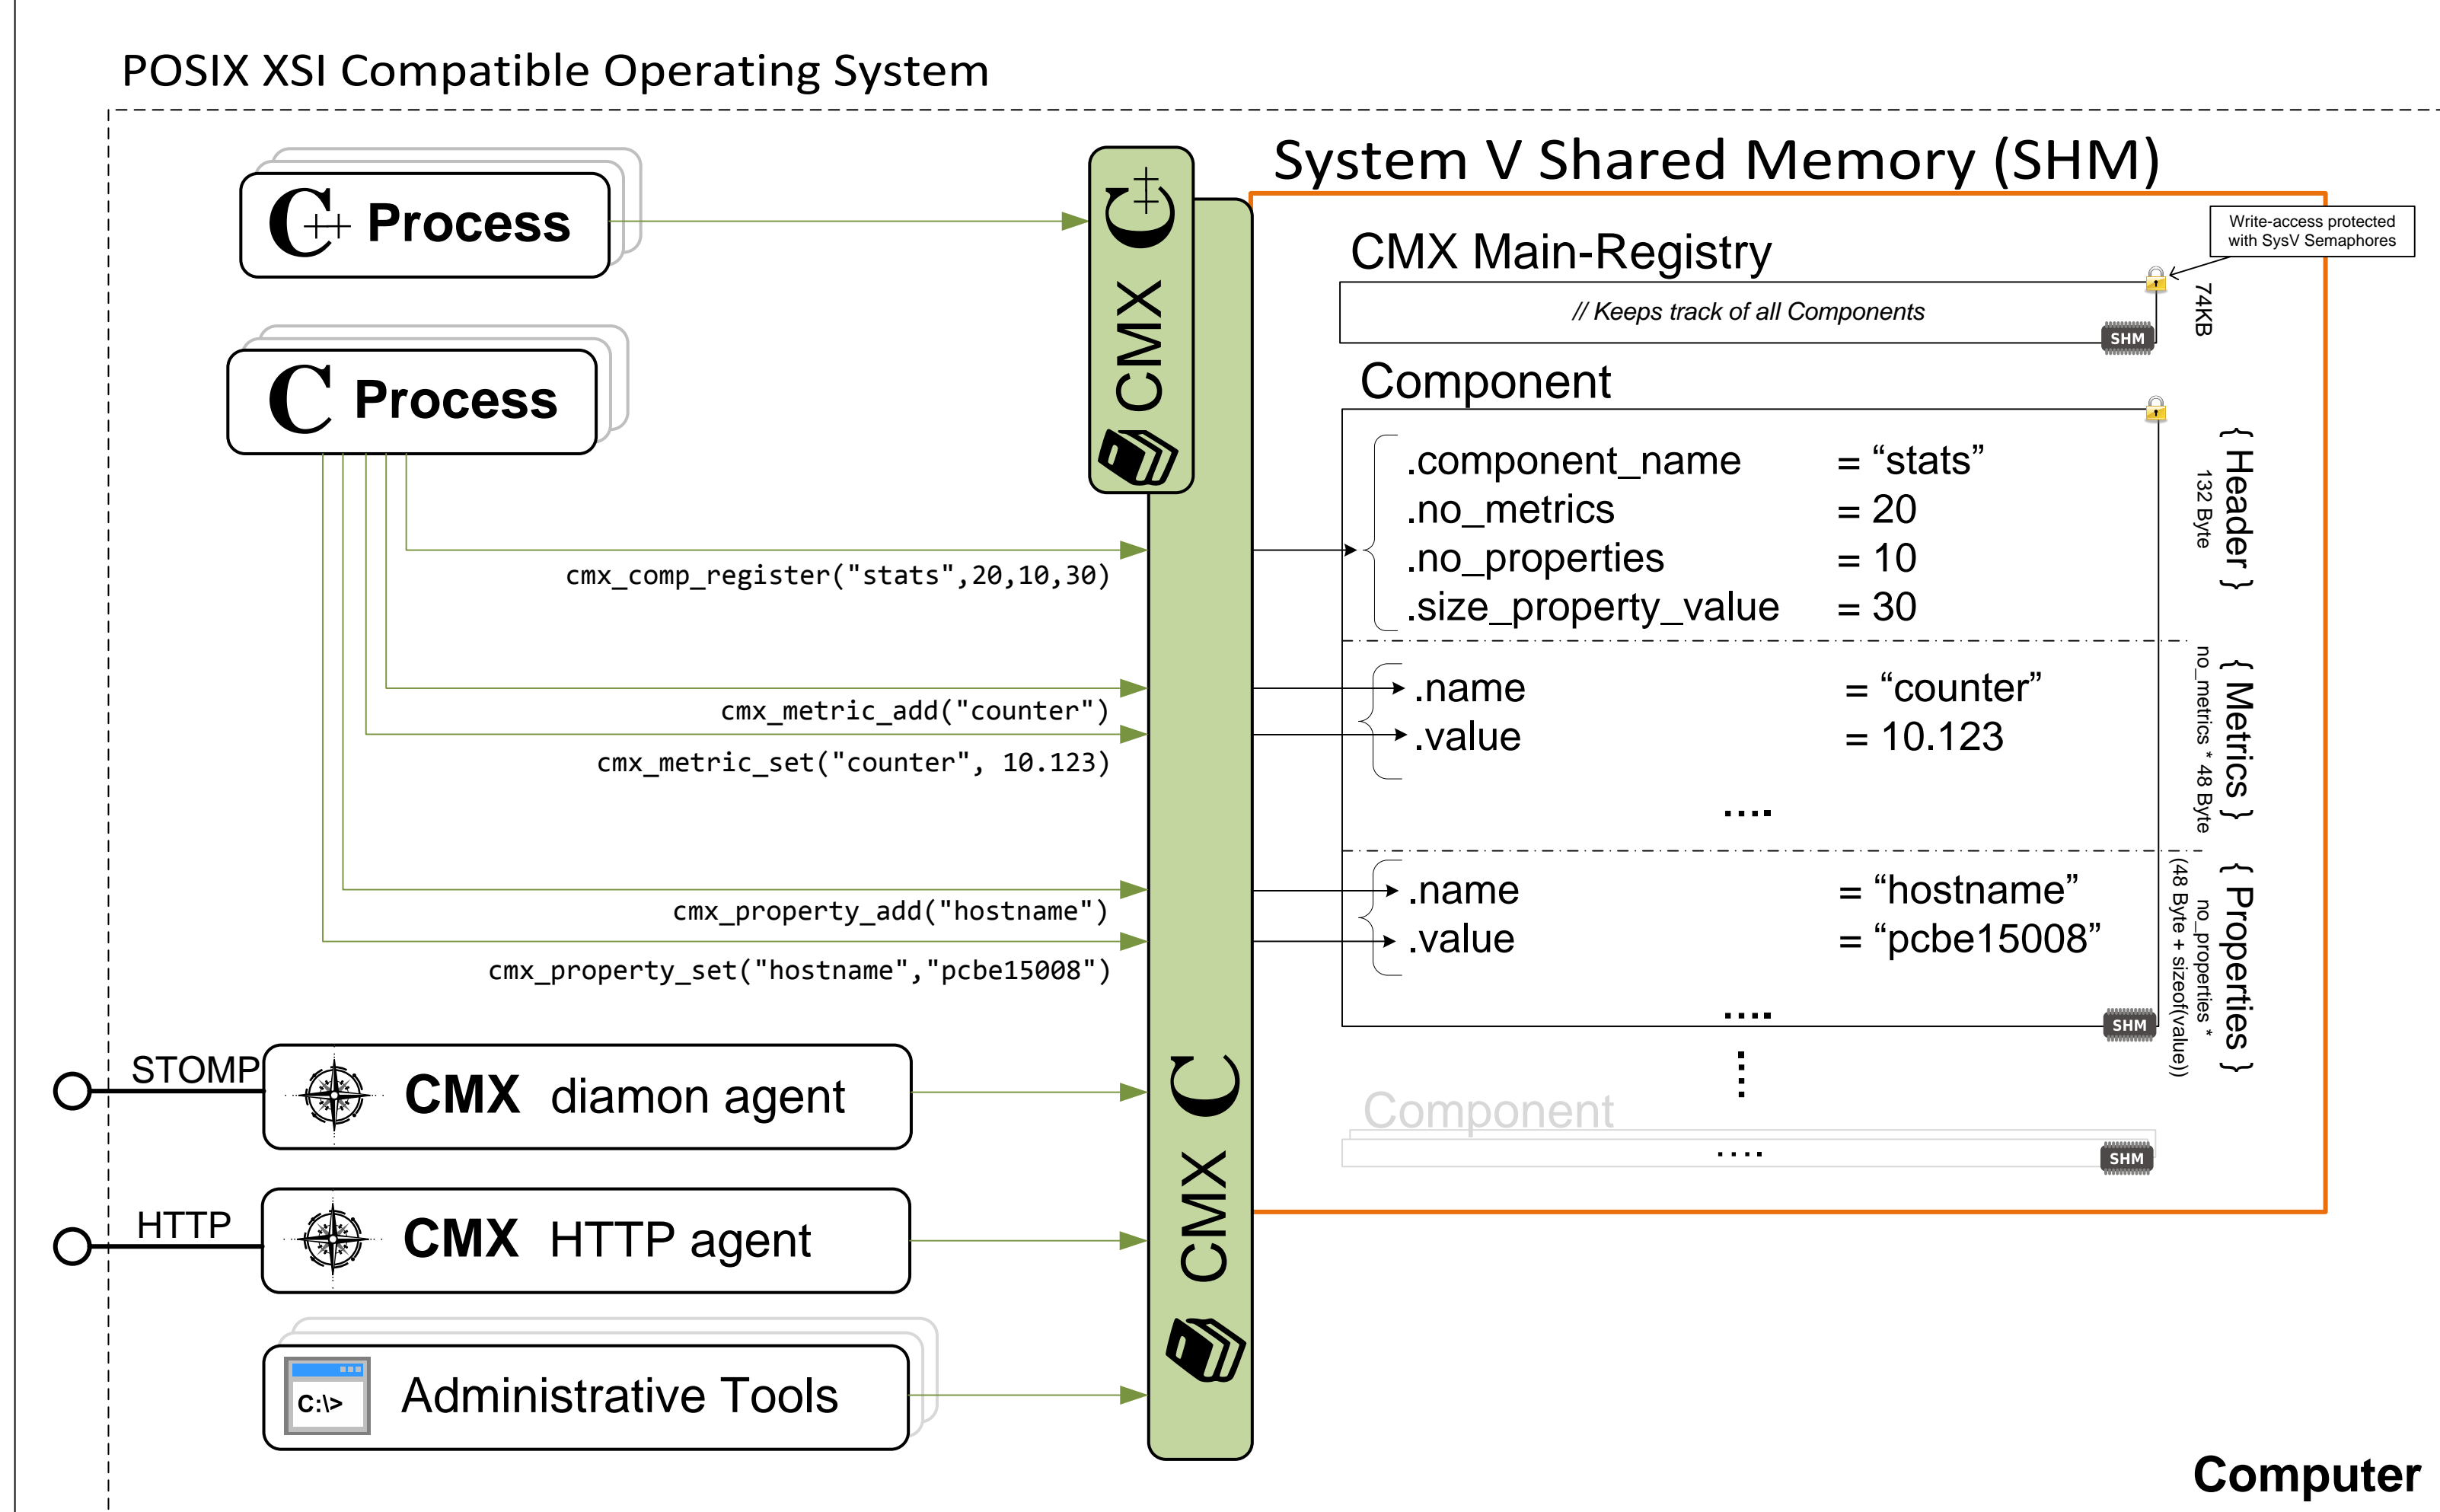 POSIX XSI Compatible Operating System
System V Shared Memory (SHM)
C++ Process
C Process
CMX C++
CMX C
cmx_comp_register("stats",20,10,30)
cmx_metric_add("counter")
cmx_metric_set("counter", 10.123)
cmx_property_add("hostname")
cmx_property_set("hostname","pcbe15008")
STOMP
CMX diamon agent
HTTP
CMX HTTP agent
C:\>
Administrative Tools
Write-access protected
with SysV Semaphores
CMX Main-Registry
// Keeps track of all Components
SHM
74KB
Component
.component_name = “stats”
.no_metrics = 20
.no_properties = 10
.size_property_value = 30
{ Header }
132 Byte
.name = “counter”
.value = 10.123
....
{ Metrics }
no_metrics * 48 Byte
.name = “hostname”
.value = “pcbe15008”
....
{ Properties }
no_properties *
(48 Byte + sizeof(value))
SHM
....
Component
....
SHM
Computer